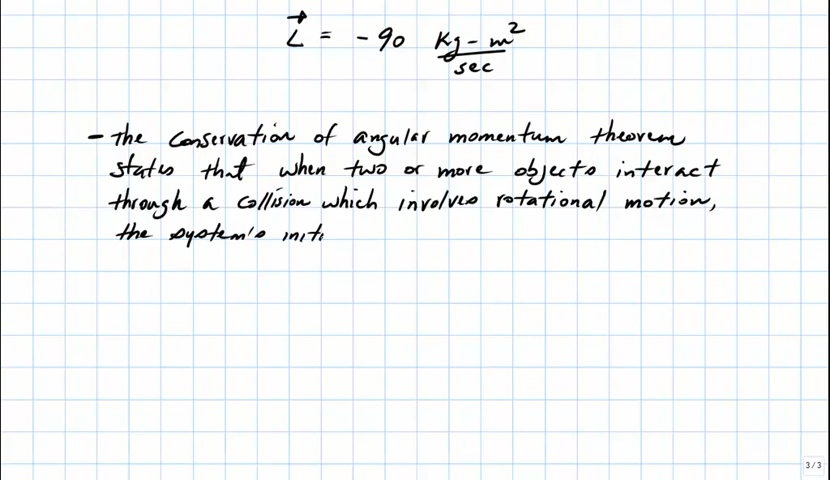 L⃗ = -90 Kg-m²/sec
- the conservation of angular momentum theorem
states that when two or more objects interact
through a collision which involves rotational motion,
the system's initi
3/3